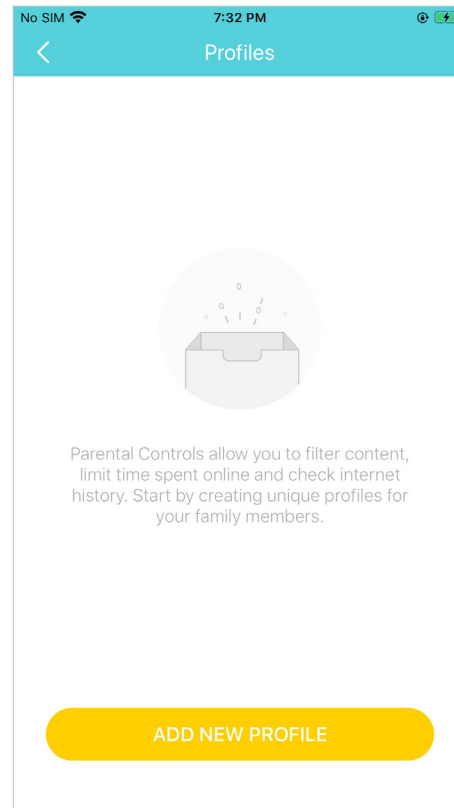 No SIM 7:32 PM
Profiles
Parental Controls allow you to filter content,
limit time spent online and check internet
history. Start by creating unique profiles for
your family members.
ADD NEW PROFILE